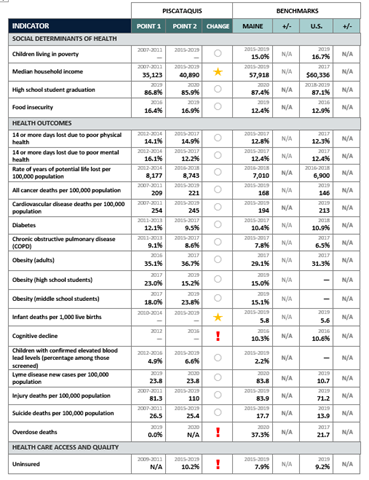 PISCATAQUIS BENCHMARKS
INDICATOR POINT 1 POINT 2 CHANGE MAINE +/- U.S. +/-
SOCIAL DETERMINANTS OF HEALTH
2007-2011 2015-2019 2015-2019 2019
Children living in poverty — — 15.0% N/A 16.7% N/A
2007-2011 2015-2019 2015-2019 2017
Median household income 35,123 40,890 57,918 N/A $60,336 N/A
2019 2020 2020 2018-2019
High school student graduation 86.8% 85.9% 87.4% N/A 87.1% N/A
2016 2019 2019 2019
Food insecurity 16.4% 16.9% 12.4% N/A 12.9% N/A
HEALTH OUTCOMES
14 or more days lost due to poor physical 2012-2014 2015-2017 2015-2017 2017
health 14.1% 14.9% 12.8% N/A 12.3% N/A
14 or more days lost due to poor mental 2012-2014 2015-2017 2015-2017 2017
health 16.1% 12.2% 12.4% N/A 12.4% N/A
Rate of years of potential life lost per 2012-2014 2016-2018 2016-2018 2016-2018
100,000 population 8,177 8,743 7,010 N/A 6,900 N/A
2007-2011 2015-2019 2015-2019 2019
All cancer deaths per 100,000 population 209 221 168 N/A 146 N/A
Cardiovascular disease deaths per 100,000 2007-2011 2015-2019 2015-2019 2019
population 254 245 194 N/A 213 N/A
2011-2013 2015-2017 2015-2017 2018
Diabetes 12.1% 9.5% 10.4% N/A 10.9% N/A
Chronic obstructive pulmonary disease 2011-2013 2015-2017 2015-2017 2017
(COPD) 9.1% 8.6% 7.8% N/A 6.5% N/A
2016 2017 2017 2017
Obesity (adults) 35.1% 36.7% 29.1% N/A 31.3% N/A
2017 2019 2019
Obesity (high school students) 23.0% 15.2% 15.0% N/A — N/A
2017 2019 2019
Obesity (middle school students) 18.0% 23.8% 15.1% N/A — N/A
2010-2014 2015-2019 2015-2019 2019
Infant deaths per 1,000 live births — — 5.8 N/A 5.6 N/A
2012 2016 2016 2016
Cognitive decline — — 10.3% N/A 10.6% N/A
Children with confirmed elevated blood
lead levels (percentage among those 2012-2016 2015-2019 2015-2019
screened) 4.9% 6.6% 2.2% N/A — N/A
Lyme disease new cases per 100,000 2019 2020 2020 2019
population 23.8 23.8 83.8 N/A 10.7 N/A
2007-2011 2015-2019 2015-2019 2019
Injury deaths per 100,000 population 81.3 110 83.9 N/A 71.2 N/A
2007-2011 2015-2019 2015-2019 2019
Suicide deaths per 100,000 population 26.5 25.4 17.7 N/A 13.9 N/A
2019 2020 2020 2019
Overdose deaths 0.0% N/A 37.3% N/A 21.7 N/A
HEALTH CARE ACCESS AND QUALITY
2009-2011 2015-2019 2015-2019 2019
Uninsured N/A 10.2% 7.9% N/A 9.2% N/A